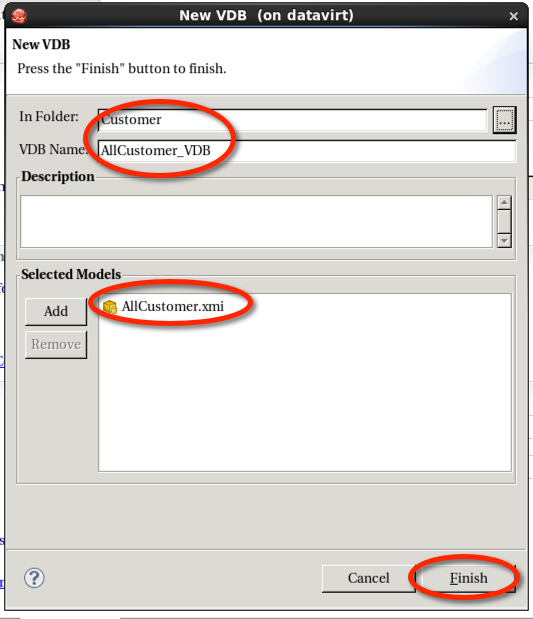 New VDB (on datavirt)
New VDB
Press the "Finish" button to finish.
In Folder: Customer ...
VDB Name: AllCustomer_VDB
Description
Selected Models
Add
AllCustomer.xmi
Remove
? Cancel Finish